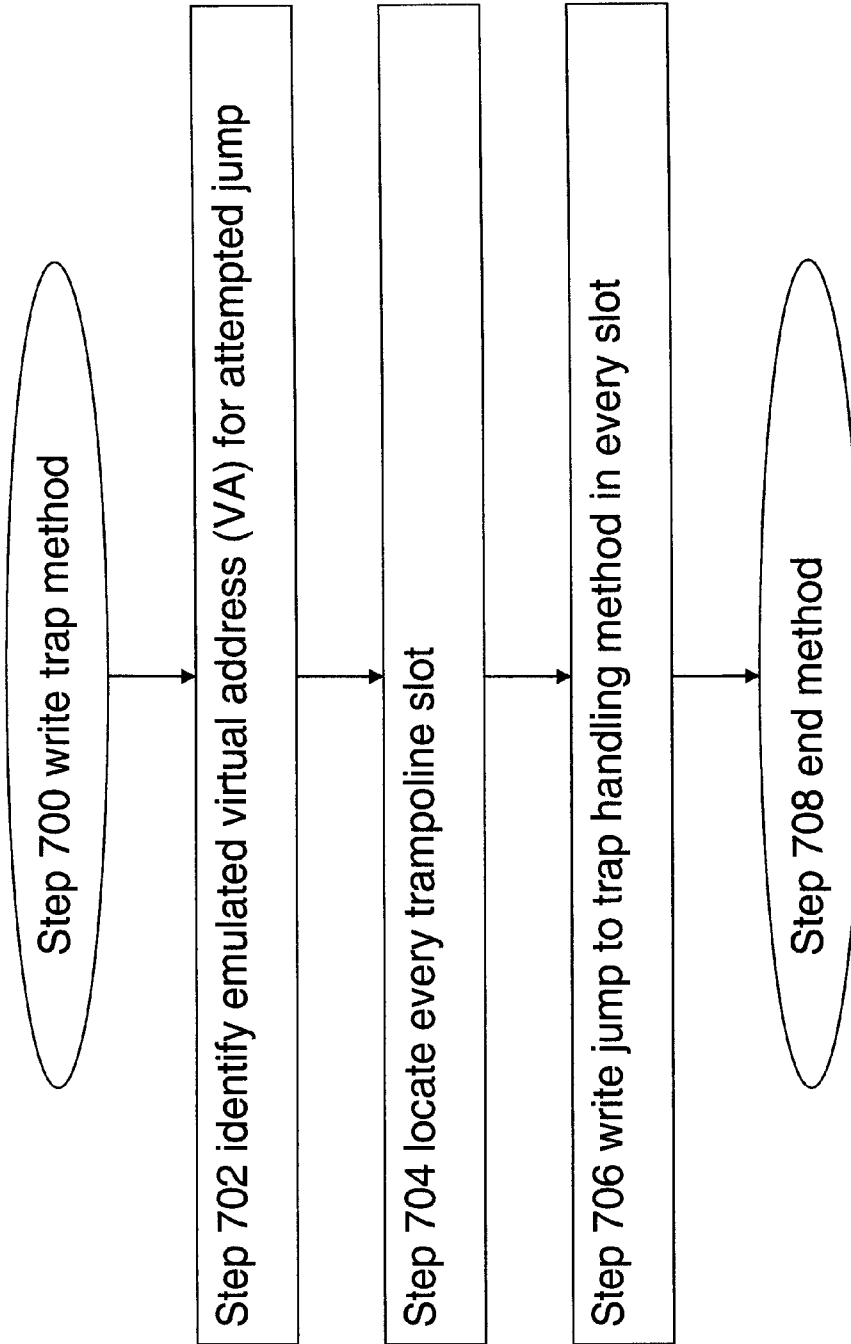 Step 700 write trap method
Step 702 identify emulated virtual address (VA) for attempted jump
Step 704 locate every trampoline slot
Step 706 write jump to trap handling method in every slot
Step 708 end method